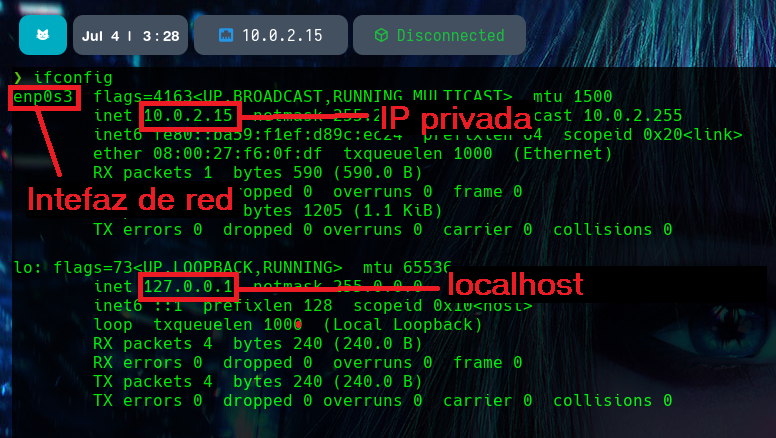 Jul 4 | 3:28
10.0.2.15
Disconnected
❯ ifconfig
enp0s3 flags=4163<UP,BROADCAST,RUNNING,MULTICAST> mtu 1500
inet 10.0.2.15 netmask 255.2 cast 10.0.2.255
IP privada
inet6 fe80::ba59:f1ef:d89c:ec24 prefixlen 64 scopeid 0x20<link>
ether 08:00:27:f6:0f:df txqueuelen 1000 (Ethernet)
RX packets 1 bytes 590 (590.0 B)
Intefaz de red
dropped 0 overruns 0 frame 0
bytes 1205 (1.1 KiB)
TX errors 0 dropped 0 overruns 0 carrier 0 collisions 0
lo: flags=73<UP,LOOPBACK,RUNNING> mtu 65536
inet 127.0.0.1 netmask 255.0.0.0
localhost
inet6 ::1 prefixlen 128 scopeid 0x10<host>
loop txqueuelen 1000 (Local Loopback)
RX packets 4 bytes 240 (240.0 B)
RX errors 0 dropped 0 overruns 0 frame 0
TX packets 4 bytes 240 (240.0 B)
TX errors 0 dropped 0 overruns 0 carrier 0 collisions 0